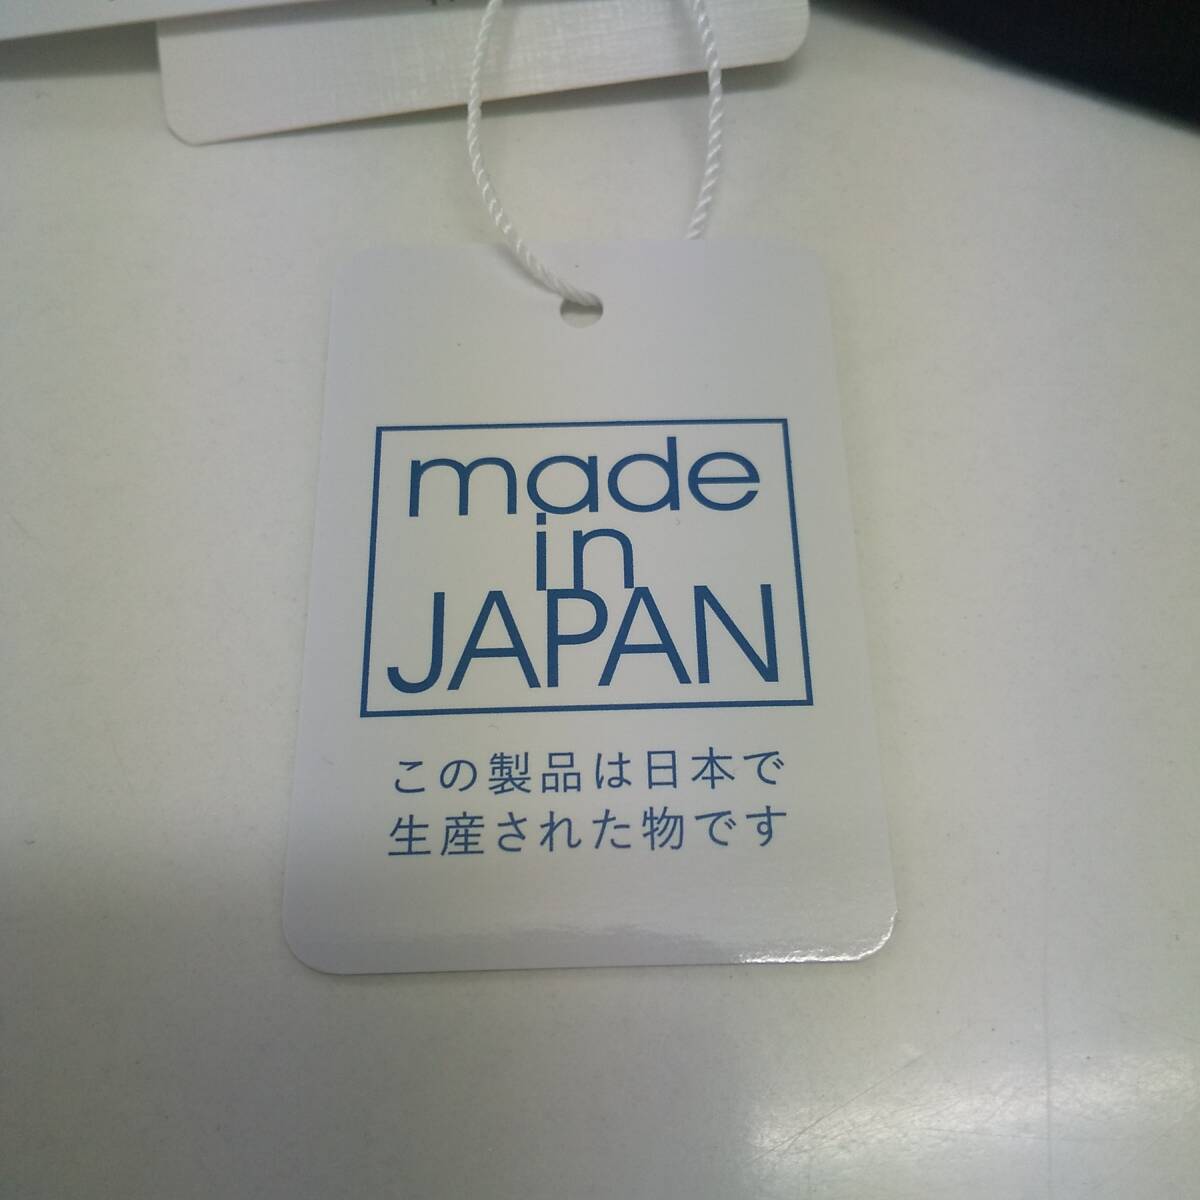 made
in
JAPAN
この製品は日本で
生産された物です